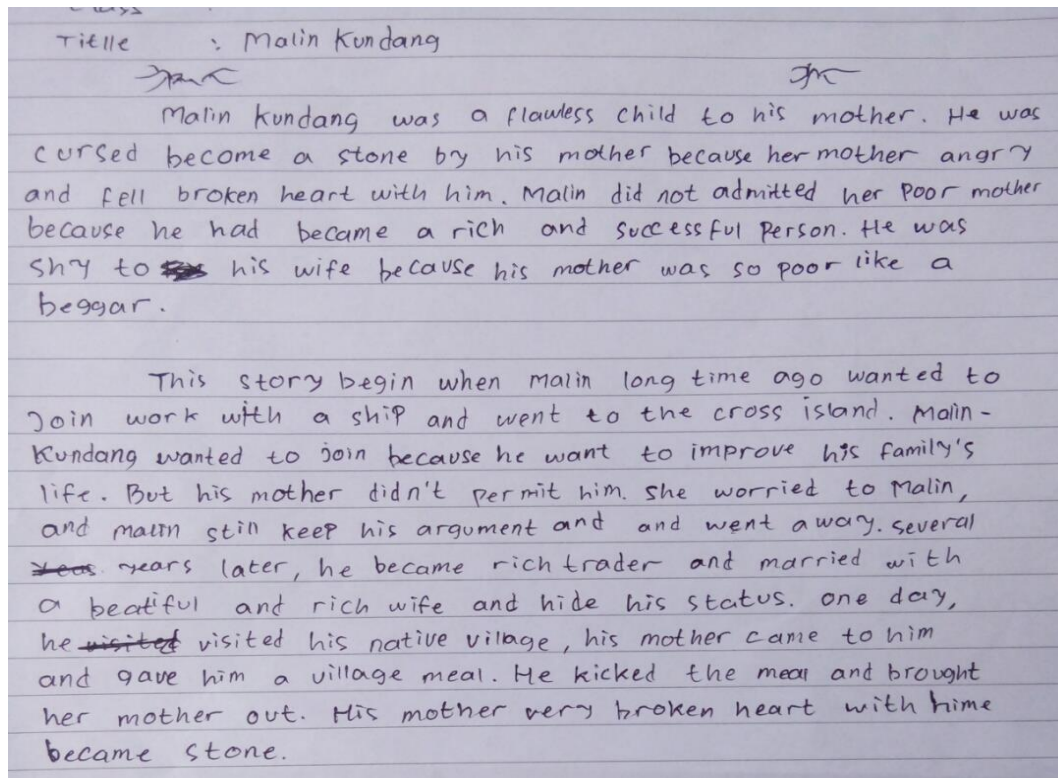 Titlle : Malin Kundang
Malin Kundang was a flawless child to his mother. He was
cursed become a stone by his mother because her mother angry
and fell broken heart with him. Malin did not admitted her poor mother
because he had became a rich and successful person. He was
shy to his wife because his mother was so poor like a
beggar.
This story begin when Malin long time ago wanted to
Join work with a ship and went to the cross island. Malin-
Kundang wanted to join because he want to improve his family's
life. But his mother didn't permit him. She worried to Malin,
and malin still keep his argument and and went away. several
years later, he became rich trader and married with
a beatiful and rich wife and hide his status. one day,
he visited visited his native vilage, his mother came to him
and gave him a village meal. He kicked the meal and brought
her mother out. His mother very broken heart with hime
became stone.